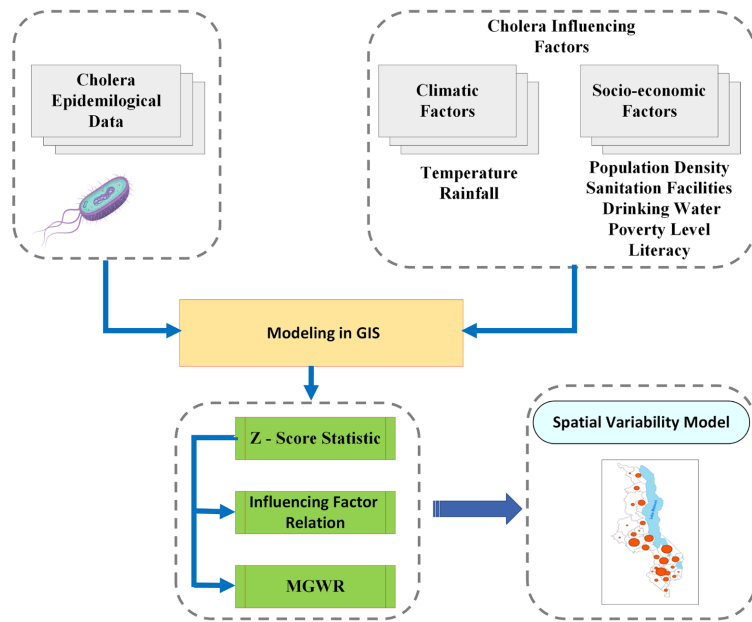 Cholera
Epidemilogical
Data
Cholera Influencing
Factors
Climatic
Factors
Temperature
Rainfall
Socio-economic
Factors
Population Density
Sanitation Facilities
Drinking Water
Poverty Level
Literacy
Modeling in GIS
Z - Score Statistic
Influencing Factor
Relation
MGWR
Spatial Variability Model